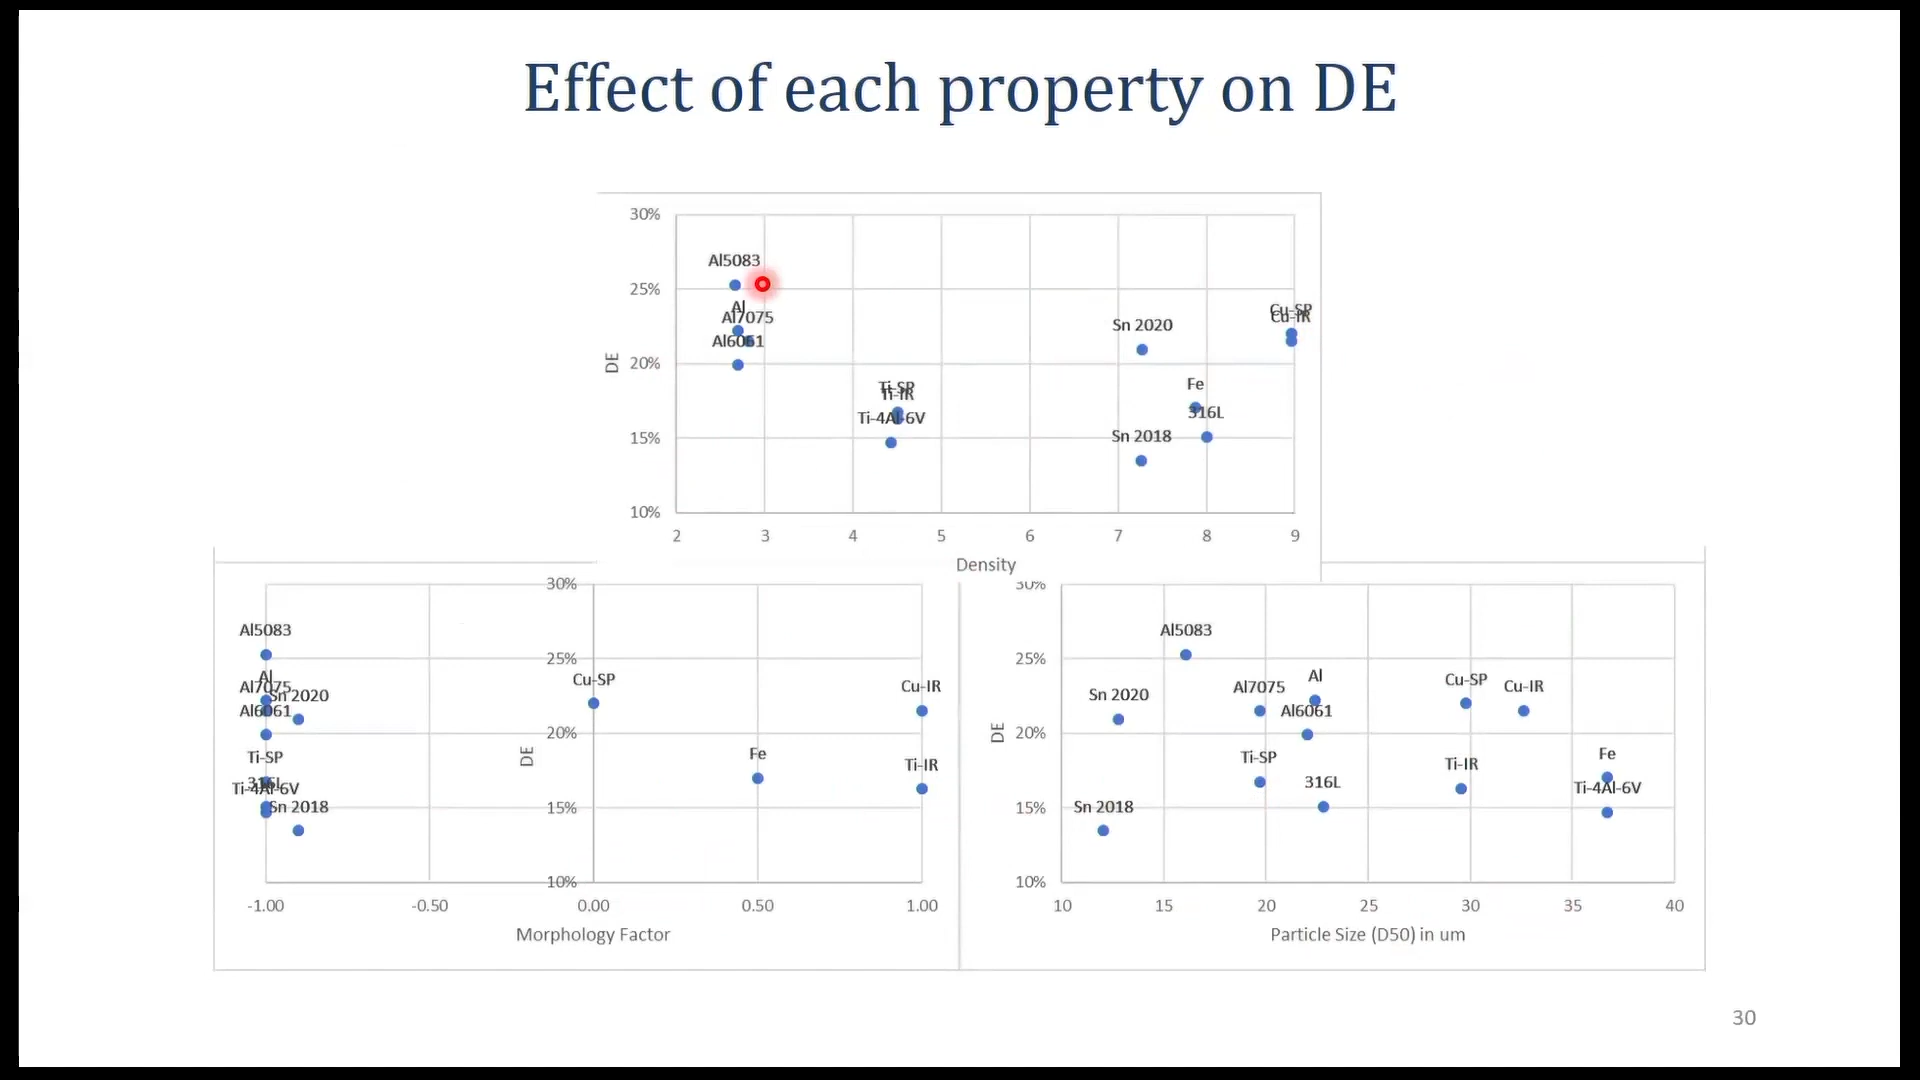 Effect of each property on DE
30%
Al5083
25%
Al
Al7075
Cu-SP
Cu-IR
Sn 2020
Al6061
DE
20%
Ti-SP
Ti-IR
Fe
316L
Ti-4Al-6V
15%
Sn 2018
10%
2 3 4 5 6 7 8 9
Density
30%
Al5083
25%
Al
Al7075
Sn 2020
Al6061
Cu-SP
Cu-IR
20%
DE
Ti-SP
Fe
Ti-IR
316L
Ti-4Al-6V
15%
Sn 2018
10%
-1.00 -0.50 0.00 0.50 1.00
Morphology Factor
30%
Al5083
25%
Al
Cu-SP
Cu-IR
Al7075
Sn 2020
Al6061
DE
20%
Ti-SP
Fe
Ti-IR
316L
Ti-4Al-6V
15%
Sn 2018
10%
10 15 20 25 30 35 40
Particle Size (D50) in um
30